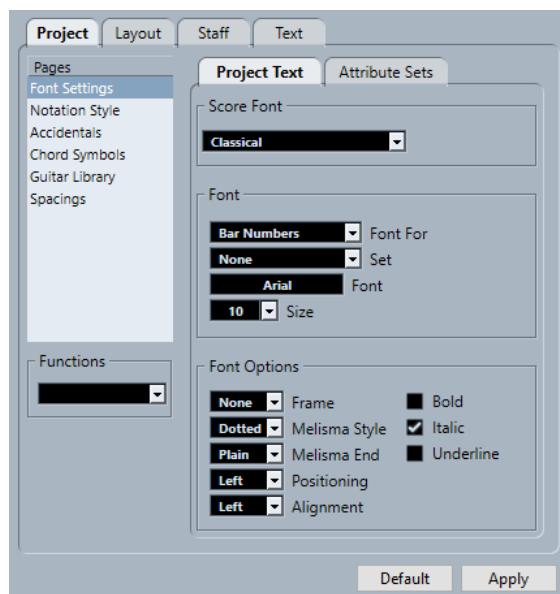 Project Layout Staff Text
Pages
Font Settings
Notation Style
Accidentals
Chord Symbols
Guitar Library
Spacings
Functions
Project Text Attribute Sets
Score Font
Classical
Font
Bar Numbers Font For
None Set
Arial Font
10 Size
Font Options
None Frame Bold
Dotted Melisma Style Italic
Plain Melisma End Underline
Left Positioning
Left Alignment
Default Apply